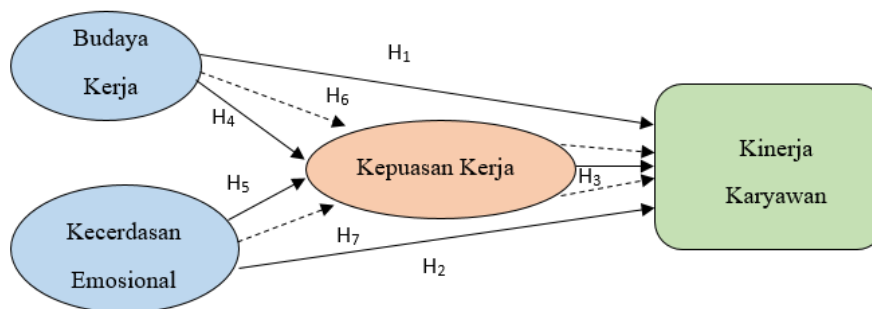 Budaya
Kerja
H₁
H₆
H₄
Kepuasan Kerja
Kinerja
Karyawan
H₃
H₅
Kecerdasan
Emosional
H₇
H₂